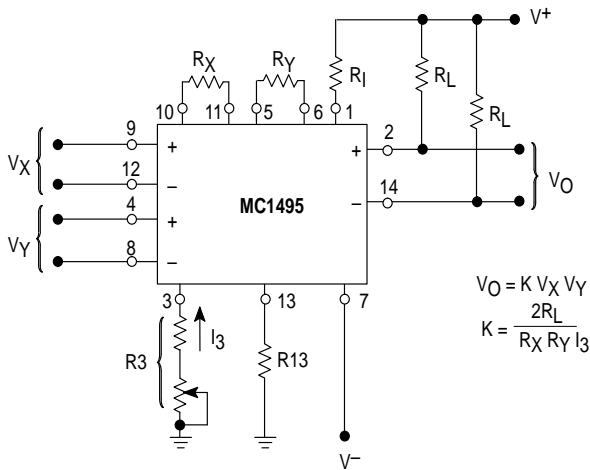 V+
RX
RY
RI
RL
RL
10
11
5
6
1
9
+
2
+
VX
12
–
14
–
VO
MC1495
4
+
VY
8
–
3
13
7
VO = K VX VY
K = 2RL
RX RY I3
I3
R3
R13
V–